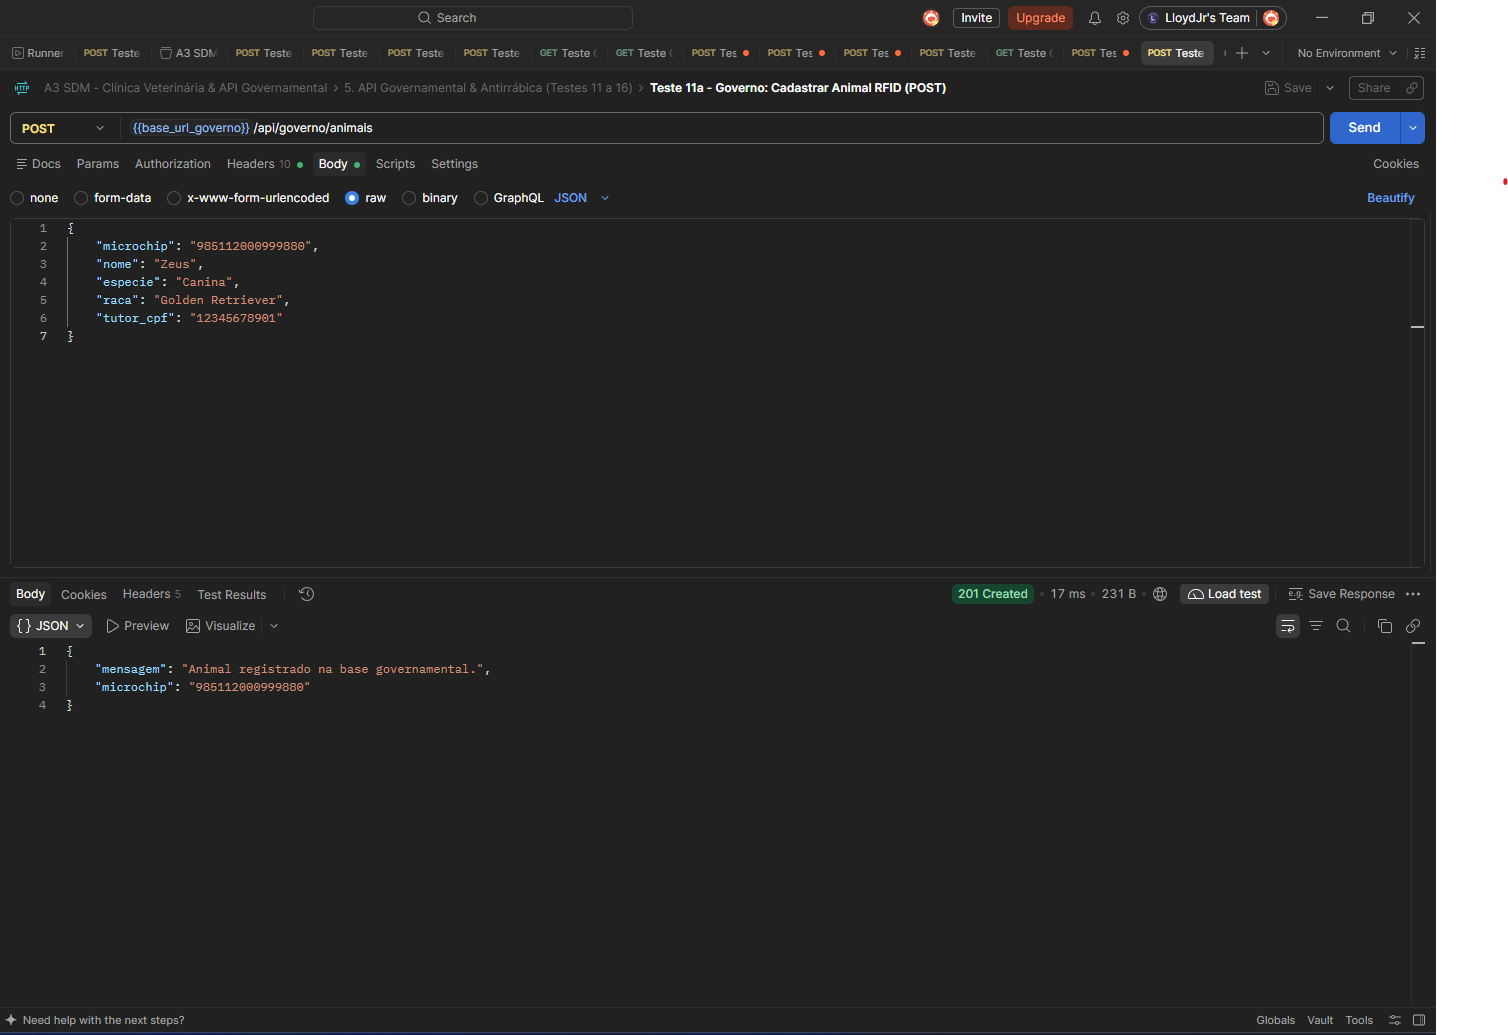 Search
Invite
Upgrade
LloydJr's Team
Runner
POST Teste
A3 SDM
POST Teste
POST Teste
POST Teste
POST Teste
GET Teste
GET Teste
POST Tes
POST Tes
POST Tes
POST Teste
GET Teste
POST Tes
POST Teste
No Environment
HTTP
A3 SDM - Clínica Veterinária & API Governamental > 5. API Governamental & Antirrábica (Testes 11 a 16) > Teste 11a - Governo: Cadastrar Animal RFID (POST)
Save
Share
POST
{{base_url_governo}} /api/governo/animais
Send
Docs
Params
Authorization
Headers 10
Body
Scripts
Settings
Cookies
none
form-data
x-www-form-urlencoded
raw
binary
GraphQL
JSON
Beautify
1 {
2 "microchip": "985112000999880",
3 "nome": "Zeus",
4 "especie": "Canina",
5 "raca": "Golden Retriever",
6 "tutor_cpf": "12345678901"
7 }
Body
Cookies
Headers 5
Test Results
201 Created • 17 ms • 231 B
Load test
e.g. Save Response
{} JSON
Preview
Visualize
1 {
2 "mensagem": "Animal registrado na base governamental.",
3 "microchip": "985112000999880"
4 }
Need help with the next steps?
Globals
Vault
Tools